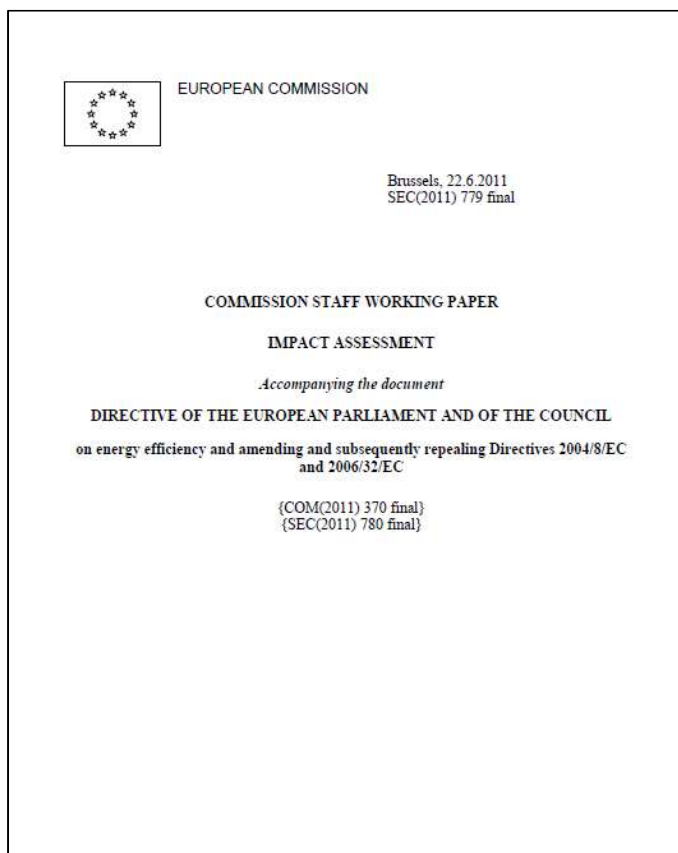 EUROPEAN COMMISSION
Brussels, 22.6.2011
SEC(2011) 779 final
COMMISSION STAFF WORKING PAPER
IMPACT ASSESSMENT
Accompanying the document
DIRECTIVE OF THE EUROPEAN PARLIAMENT AND OF THE COUNCIL
on energy efficiency and amending and subsequently repealing Directives 2004/8/EC
and 2006/32/EC
{COM(2011) 370 final}
{SEC(2011) 780 final}